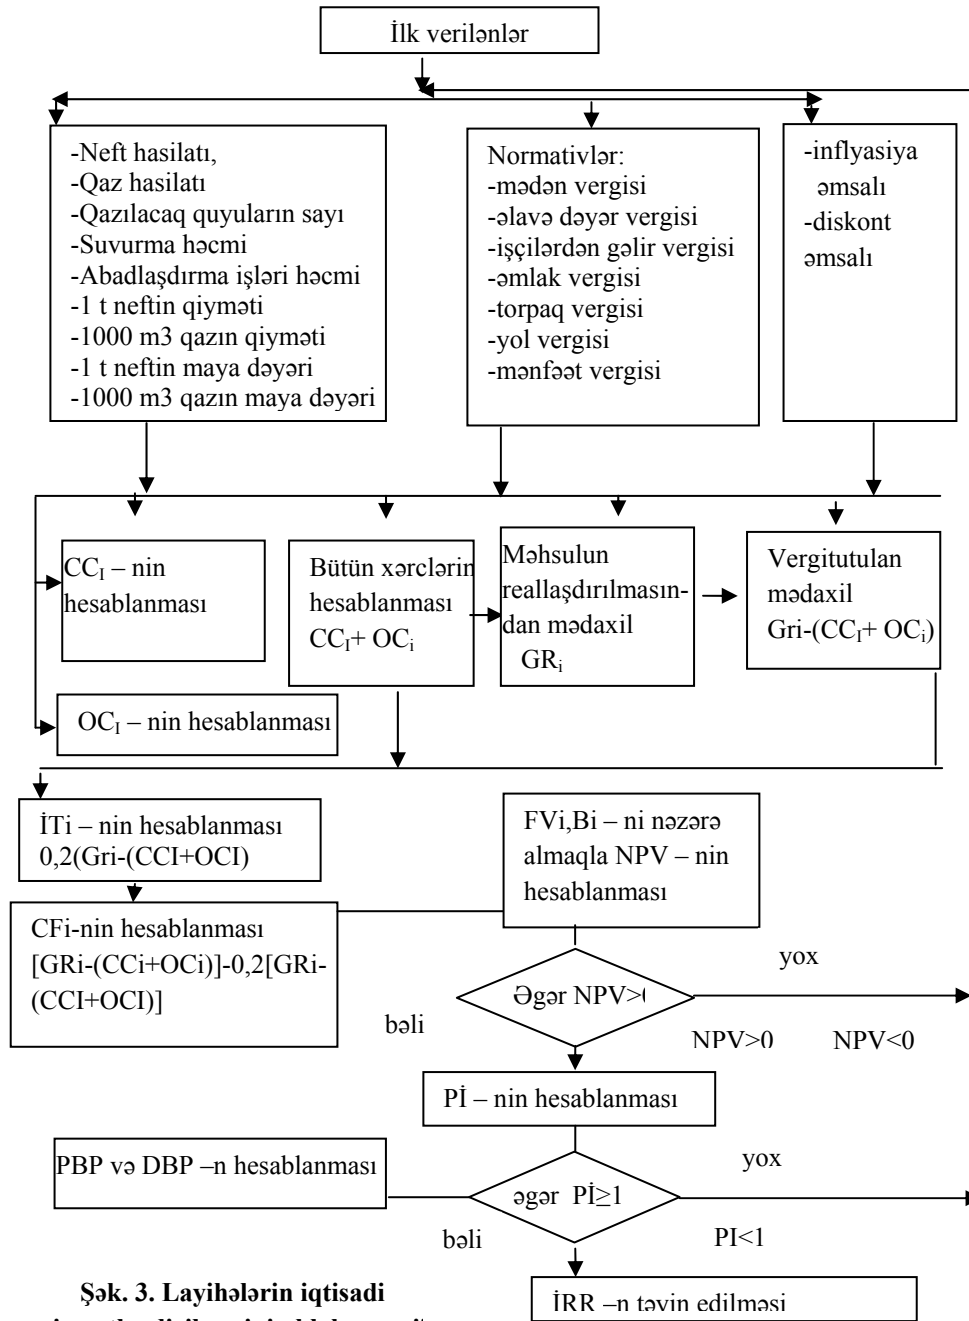 İlk verilənlər
-Neft hasilatı,
-Qaz hasilatı
-Qazılacaq quyuların sayı
-Suvurma həcmi
-Abadlaşdırma işləri həcmi
-1 t neftin qiyməti
-1000 m3 qazın qiyməti
-1 t neftin maya dəyəri
-1000 m3 qazın maya dəyəri
Normativlər:
-mədən vergisi
-əlavə dəyər vergisi
-işçilərdən gəlir vergisi
-əmlak vergisi
-torpaq vergisi
-yol vergisi
-mənfəət vergisi
-inflyasiya
əmsalı
-diskont
əmsalı
CC_I – nin
hesablanması
Bütün xərclərin
hesablanması
CC_I+ OC_i
Məhsulun
reallaşdırılmasın-
dan mədaxil
GR_i
Vergitutulan
mədaxil
Gri-(CC_I+ OC_i)
OC_I – nin hesablanması
İTi – nin hesablanması
0,2(Gri-(CCI+OCI)
FVi,Bi – ni nəzərə
almaqla NPV – nin
hesablanması
CFi-nin hesablanması
[GRi-(CCi+OCi)]-0,2[GRi-
(CCI+OCI)]
yox
Əgər NPV>
bəli
NPV>0 NPV<0
Pİ – nin hesablanması
PBP və DBP –n hesablanması
yox
əgər Pİ≥1
bəli
PI<1
Şək. 3. Layihələrin iqtisadi
İRR –n təyin edilməsi